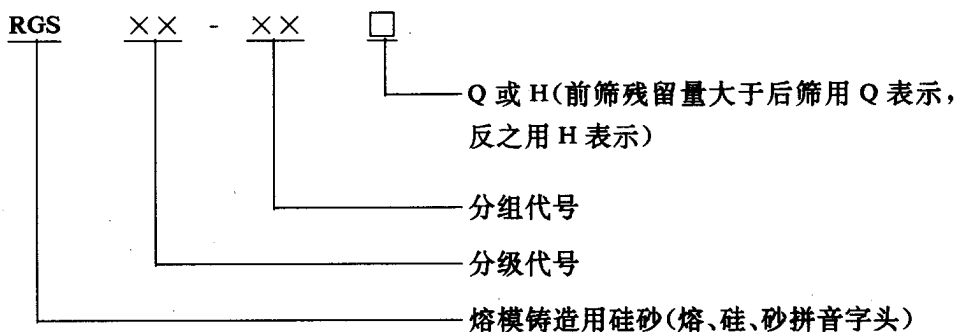 RGS ×× - ×× □
Q 或 H(前筛残留量大于后筛用 Q 表示,
反之用 H 表示)
分组代号
分级代号
熔模铸造用硅砂(熔、硅、砂拼音字头)